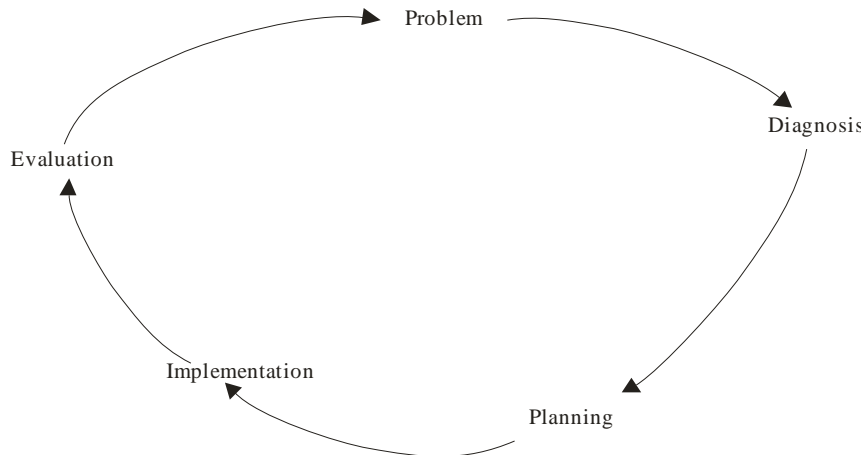 Problem
Diagnosis
Evaluation
Implementation
Planning